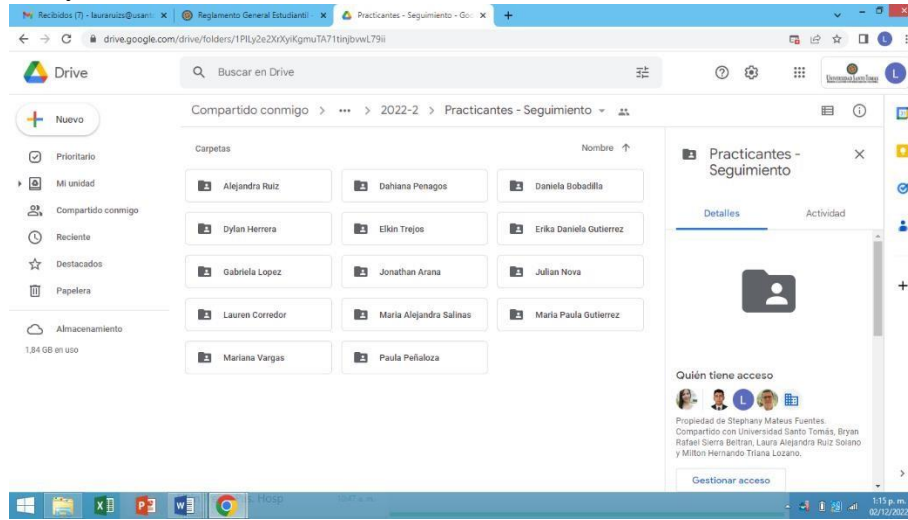 Recibidos (7) - lauraruizs@usant
Reglamento General Estudiantil -
Practicantes - Seguimiento - Goo
drive.google.com/drive/folders/1PILy2e2XrXyiKgmuTA71tinjbvwL79ii
Drive
Buscar en Drive
Universidad Santo Tomás
L
Nuevo
Compartido conmigo > ••• > 2022-2 > Practicantes - Seguimiento
Prioritario
Mi unidad
Compartido conmigo
Reciente
Destacados
Papelera
Almacenamiento
1,84 GB en uso
Carpetas
Nombre
Alejandra Ruiz
Dahiana Penagos
Daniela Bobadilla
Dylan Herrera
Elkin Trejos
Erika Daniela Gutierrez
Gabriela Lopez
Jonathan Arana
Julian Nova
Lauren Corredor
Maria Alejandra Salinas
Maria Paula Gutierrez
Mariana Vargas
Paula Peñaloza
Practicantes -
Seguimiento
Detalles
Actividad
Quién tiene acceso
L
Propiedad de Stephany Mateus Fuentes.
Compartido con Universidad Santo Tomás, Bryan
Rafael Sierra Beltran, Laura Alejandra Ruiz Solano
y Milton Hernando Triana Lozano.
Gestionar acceso
Hosp
1:15 p. m.
02/12/2022